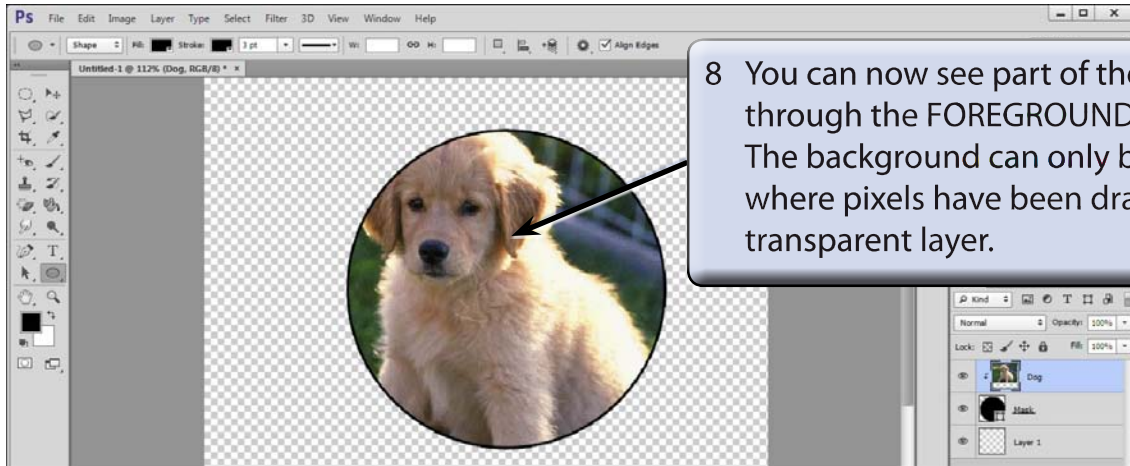 Ps File Edit Image Layer Type Select Filter 3D View Window Help
Shape Fill: Stroke: 3 pt W: H: Align Edges
Untitled-1 @ 112% (Dog, RGB/8) * ×
8 You can now see part of the
through the FOREGROUND
The background can only b
where pixels have been dra
transparent layer.
Kind
Normal Opacity: 100%
Lock: Fill: 100%
Dog
Mask
Layer 1